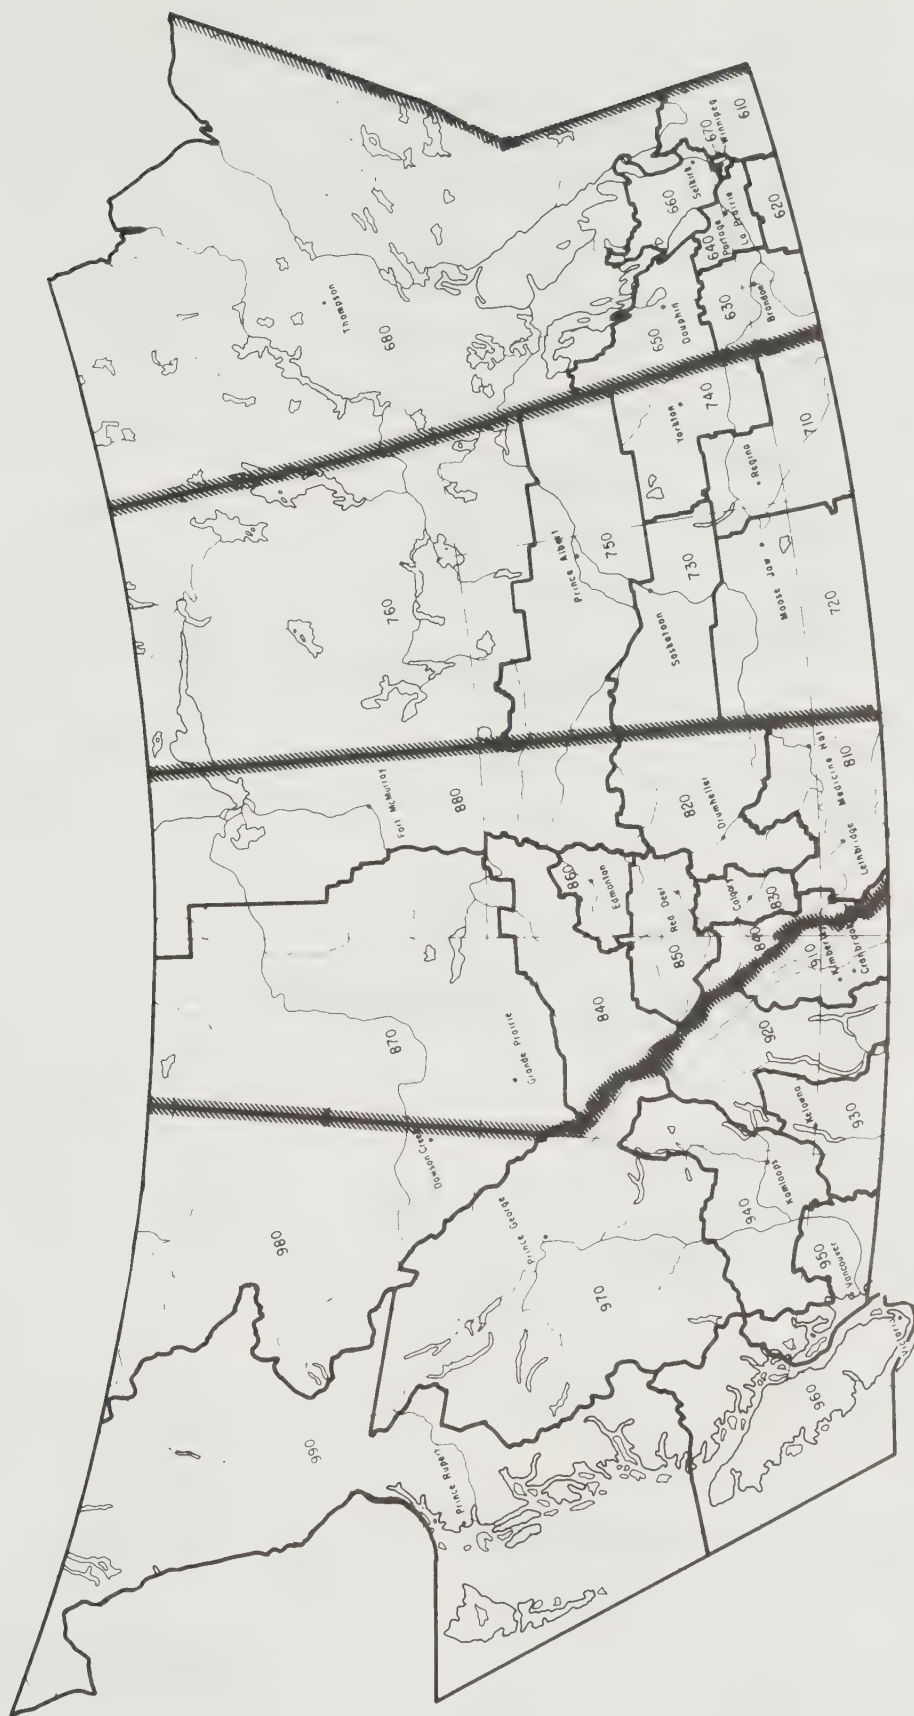 990
Prince Rupert
960
Victoria
980
Dawson Creek
Prince George
970
940
Kamloops
950
Vancouver
Kelowna
930
920
910
Kimberley
Cranbrook
870
Grande Prairie
840
850
Red Deer
860
Edmonton
840
Calgary
830
Fort McMurray
880
820
Drumheller
Medicine Hat
810
Lethbridge
760
Prince Albert
750
Saskatoon
730
Moose Jaw
720
Regina
710
Yorkton
740
Thompson
680
650
Dauphin
630
Brandon
640
Portage
La Prairie
660
Selkirk
670
Winnipeg
610
620